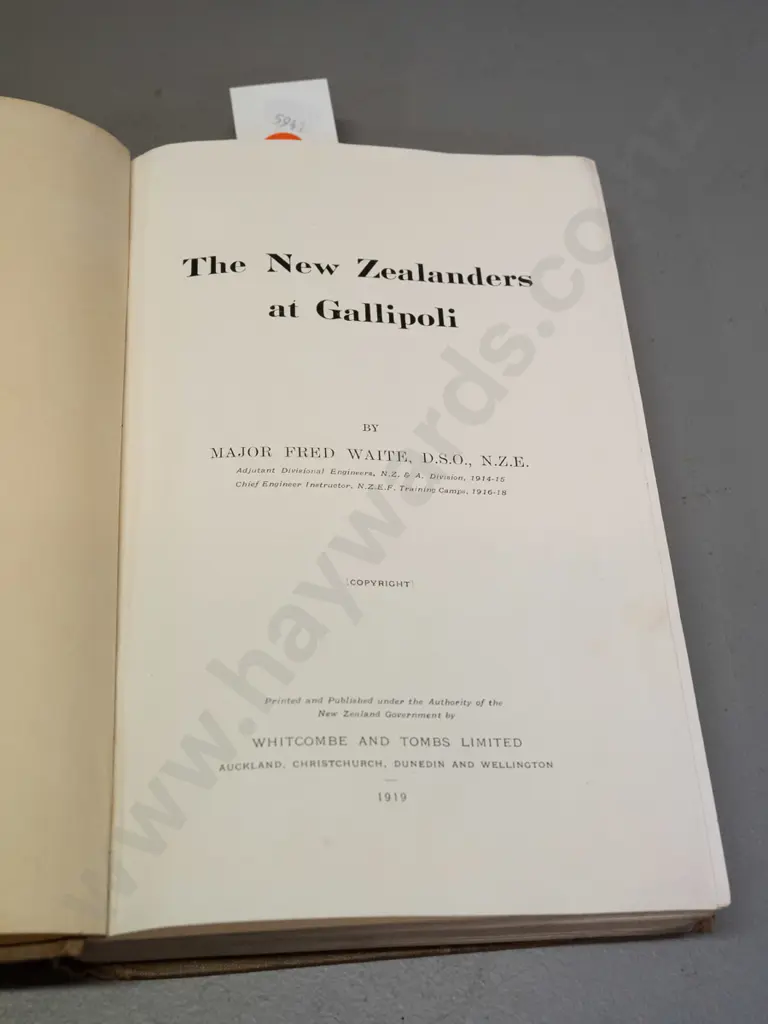 The New Zealanders
at Gallipoli
BY
MAJOR FRED WAITE, D.S.O., N.Z.E.
Adjutant Divisional Engineers, N.Z. & A. Division, 1914-15
Chief Engineer Instructor, N.Z.E.F. Training Camps, 1916-18
[COPYRIGHT]
Printed and Published under the Authority of the
New Zealand Government by
WHITCOMBE AND TOMBS LIMITED
AUCKLAND, CHRISTCHURCH, DUNEDIN AND WELLINGTON
1919
www.haywards.co.nz